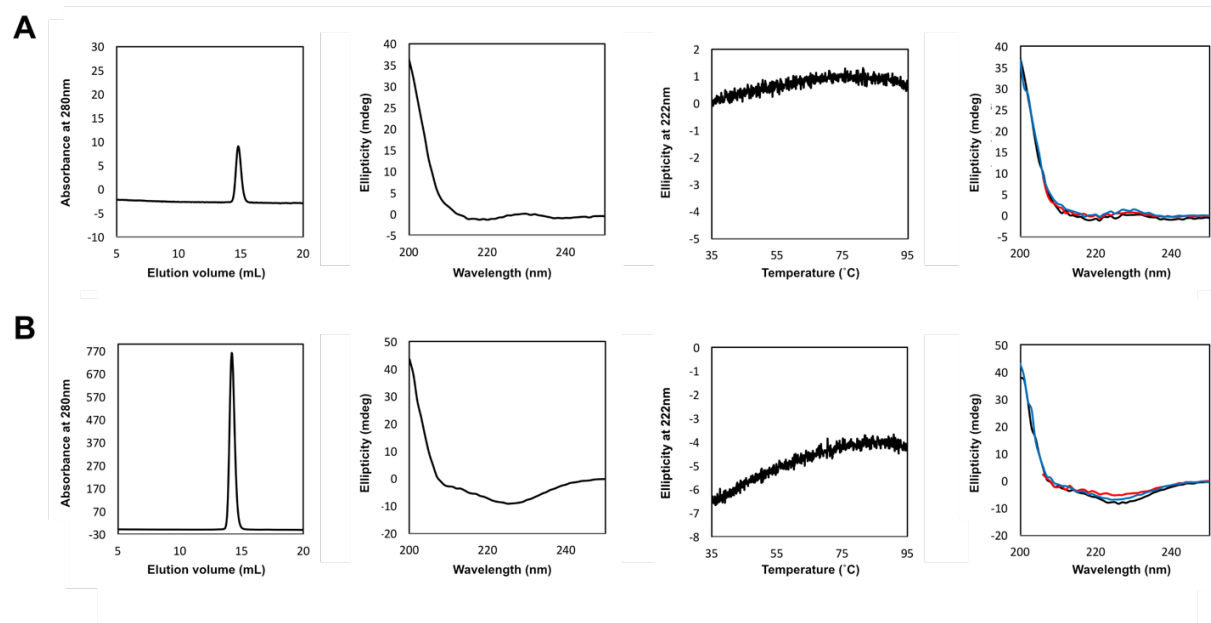 A
Absorbance at 280nm
30
25
20
15
10
5
0
-5
-10
5 10 15 20
Elution volume (mL)
Ellipticity (mdeg)
40
35
30
25
20
15
10
5
0
-5
200 220 240
Wavelength (nm)
Ellipticity at 222nm
2
1
0
-1
-2
-3
-4
-5
35 55 75 95
Temperature (˚C)
Ellipticity (mdeg)
40
35
30
25
20
15
10
5
0
-5
200 220 240
Wavelength (nm)
B
Absorbance at 280nm
770
670
570
470
370
270
170
70
-30
5 10 15 20
Elution volume (mL)
Ellipticity (mdeg)
50
40
30
20
10
0
-10
-20
200 220 240
Wavelength (nm)
Ellipticity at 222nm
0
-1
-2
-3
-4
-5
-6
-7
-8
35 55 75 95
Temperature (˚C)
Ellipticity (mdeg)
50
40
30
20
10
0
-10
-20
200 220 240
Wavelength (nm)